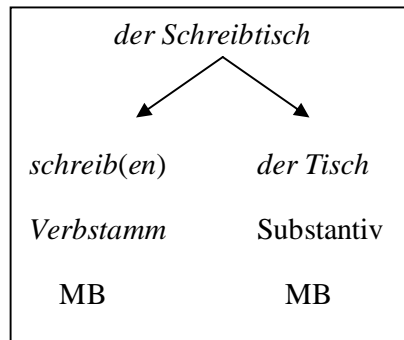 der Schreibtisch
schreib(en) der Tisch
Verbstamm Substantiv
MB MB